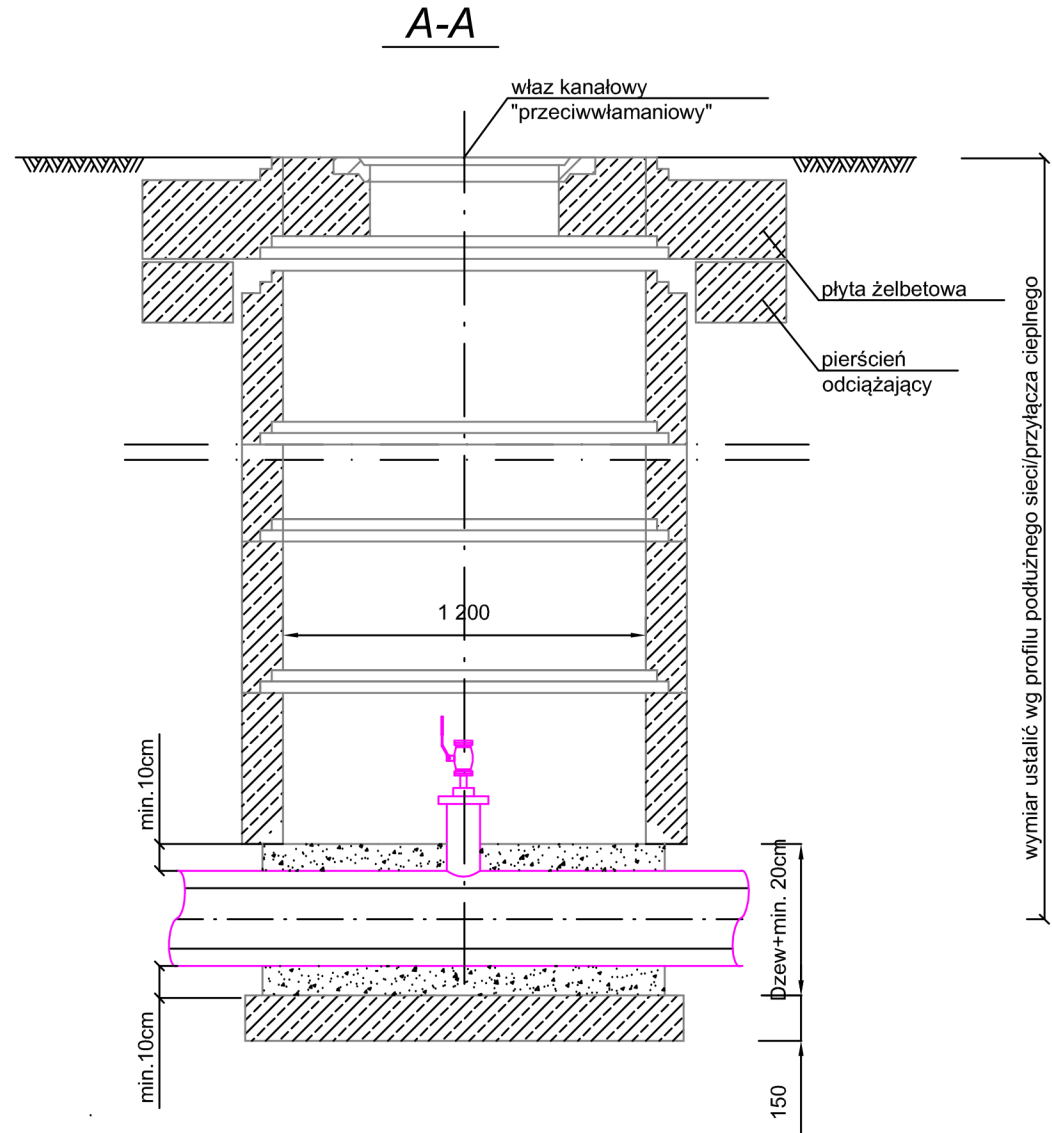 A-A
właz kanałowy
"przeciwwłamaniowy"
płyta żelbetowa
pierścień
odciążający
wymiar ustalić wg profilu podłużnego sieci/przyłącza cieplnego
1 200
min.10cm
Dzew+min. 20cm
min.10cm
150